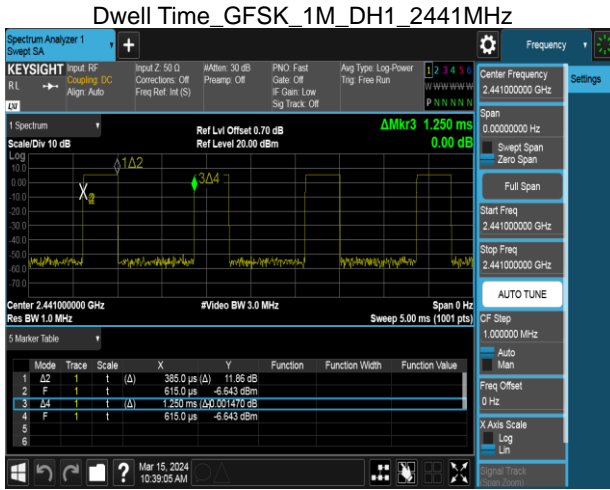 Dwell Time_GFSK_1M_DH1_2441MHz
Spectrum Analyzer 1
Swept SA
Frequency
KEYSIGHT
RL
LXI
Input: RF
Coupling: DC
Align: Auto
Input Z: 50 Ω
Corrections: Off
Freq Ref: Int (S)
#Atten: 30 dB
Preamp: Off
PNO: Fast
Gate: Off
IF Gain: Low
Sig Track: Off
Avg Type: Log-Power
Trig: Free Run
1 2 3 4 5 6
W W W W W W
P N N N N N
1 Spectrum
Scale/Div 10 dB
Log
Ref Lvl Offset 0.70 dB
Ref Level 20.00 dBm
ΔMkr3 1.250 ms
0.00 dB
10.0
0.00
-10.0
-20.0
-30.0
-40.0
-50.0
-60.0
-70.0
1Δ2
3Δ4
Center 2.441000000 GHz
Res BW 1.0 MHz
#Video BW 3.0 MHz
Span 0 Hz
Sweep 5.00 ms (1001 pts)
5 Marker Table
Mode Trace Scale X Y Function Function Width Function Value
1 Δ2 1 t (Δ) 385.0 µs (Δ) 11.86 dB
2 F 1 t 615.0 µs -6.643 dBm
3 Δ4 1 t (Δ) 1.250 ms (Δ) 0.001470 dB
4 F 1 t 615.0 µs -6.643 dBm
5
6
Mar 15, 2024
10:39:05 AM
Center Frequency
2.441000000 GHz
Settings
Span
0.00000000 Hz
Swept Span
Zero Span
Full Span
Start Freq
2.441000000 GHz
Stop Freq
2.441000000 GHz
AUTO TUNE
CF Step
1.000000 MHz
Auto
Man
Freq Offset
0 Hz
X Axis Scale
Log
Lin
Signal Track
(Span Zoom)